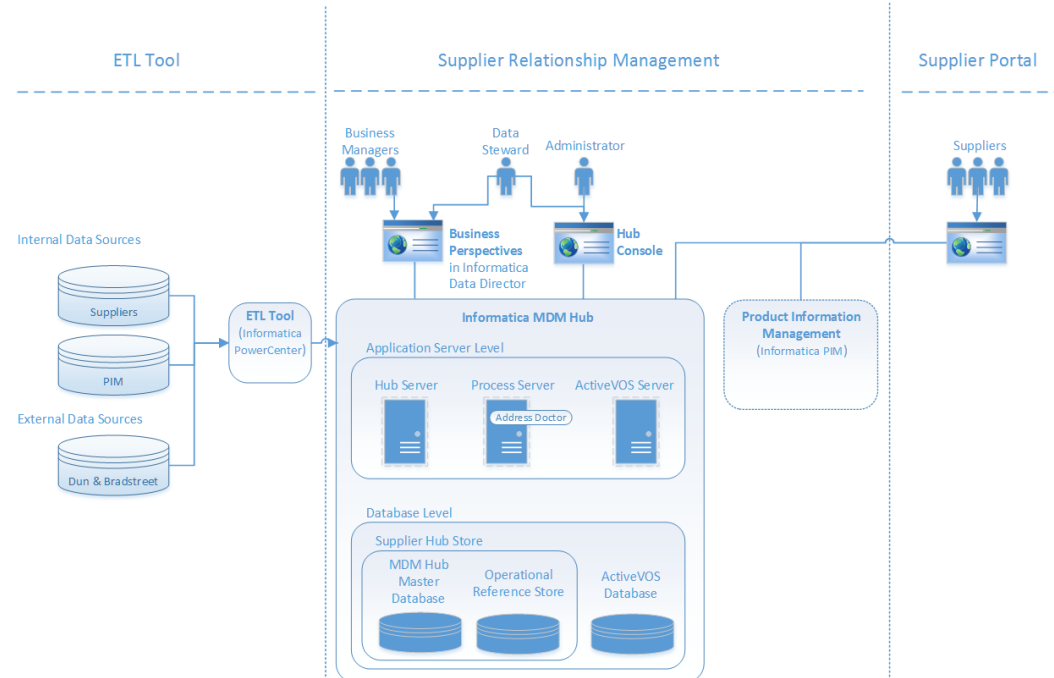 ETL Tool
Supplier Relationship Management
Supplier Portal
Business
Managers
Data
Steward
Administrator
Suppliers
Business
Perspectives
in Informatica
Data Director
Hub
Console
Internal Data Sources
Suppliers
PIM
External Data Sources
Dun & Bradstreet
ETL Tool
(Informatica
PowerCenter)
Informatica MDM Hub
Application Server Level
Hub Server
Process Server
ActiveVOS Server
Address Doctor
Database Level
Supplier Hub Store
MDM Hub
Master
Database
Operational
Reference Store
ActiveVOS
Database
Product Information
Management
(Informatica PIM)